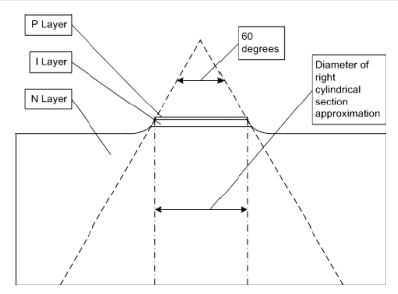 P Layer
I Layer
N Layer
60
degrees
Diameter of
right
cylindrical
section
approximation